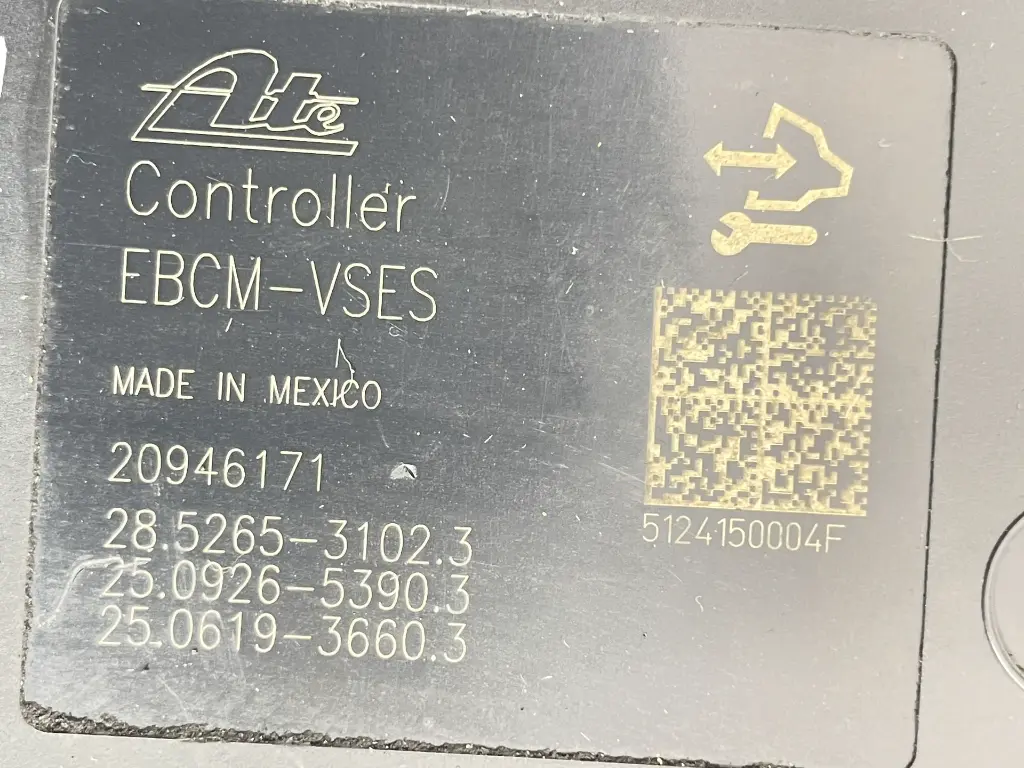 Ate
Controller
EBCM-VSES
MADE IN MEXICO
20946171
28.5265-3102.3
25.0926-5390.3
25.0619-3660.3
5124150004F